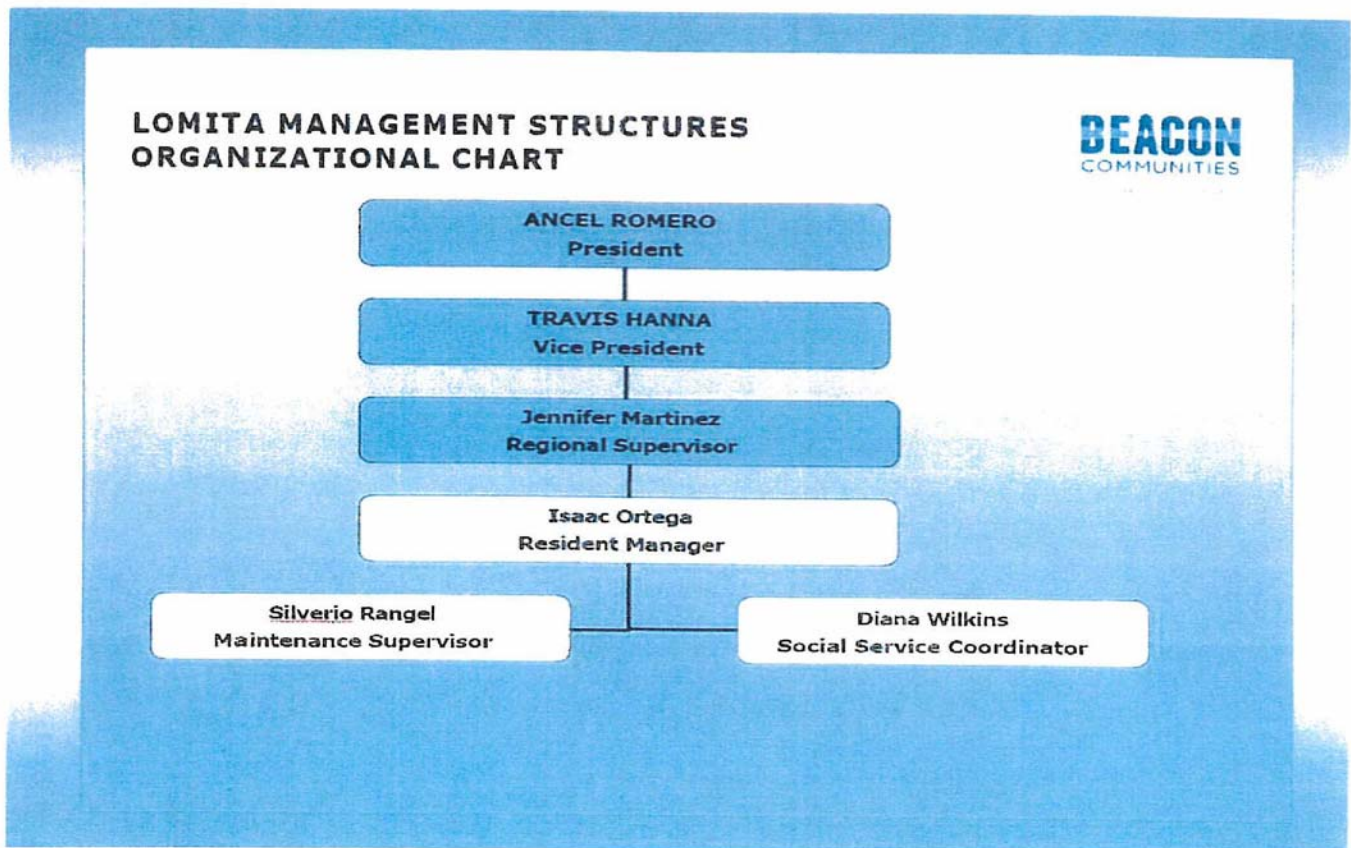 LOMITA MANAGEMENT STRUCTURES
ORGANIZATIONAL CHART
BEACON
COMMUNITIES
ANCEL ROMERO
President
TRAVIS HANNA
Vice President
Jennifer Martinez
Regional Supervisor
Isaac Ortega
Resident Manager
Silverio Rangel
Maintenance Supervisor
Diana Wilkins
Social Service Coordinator